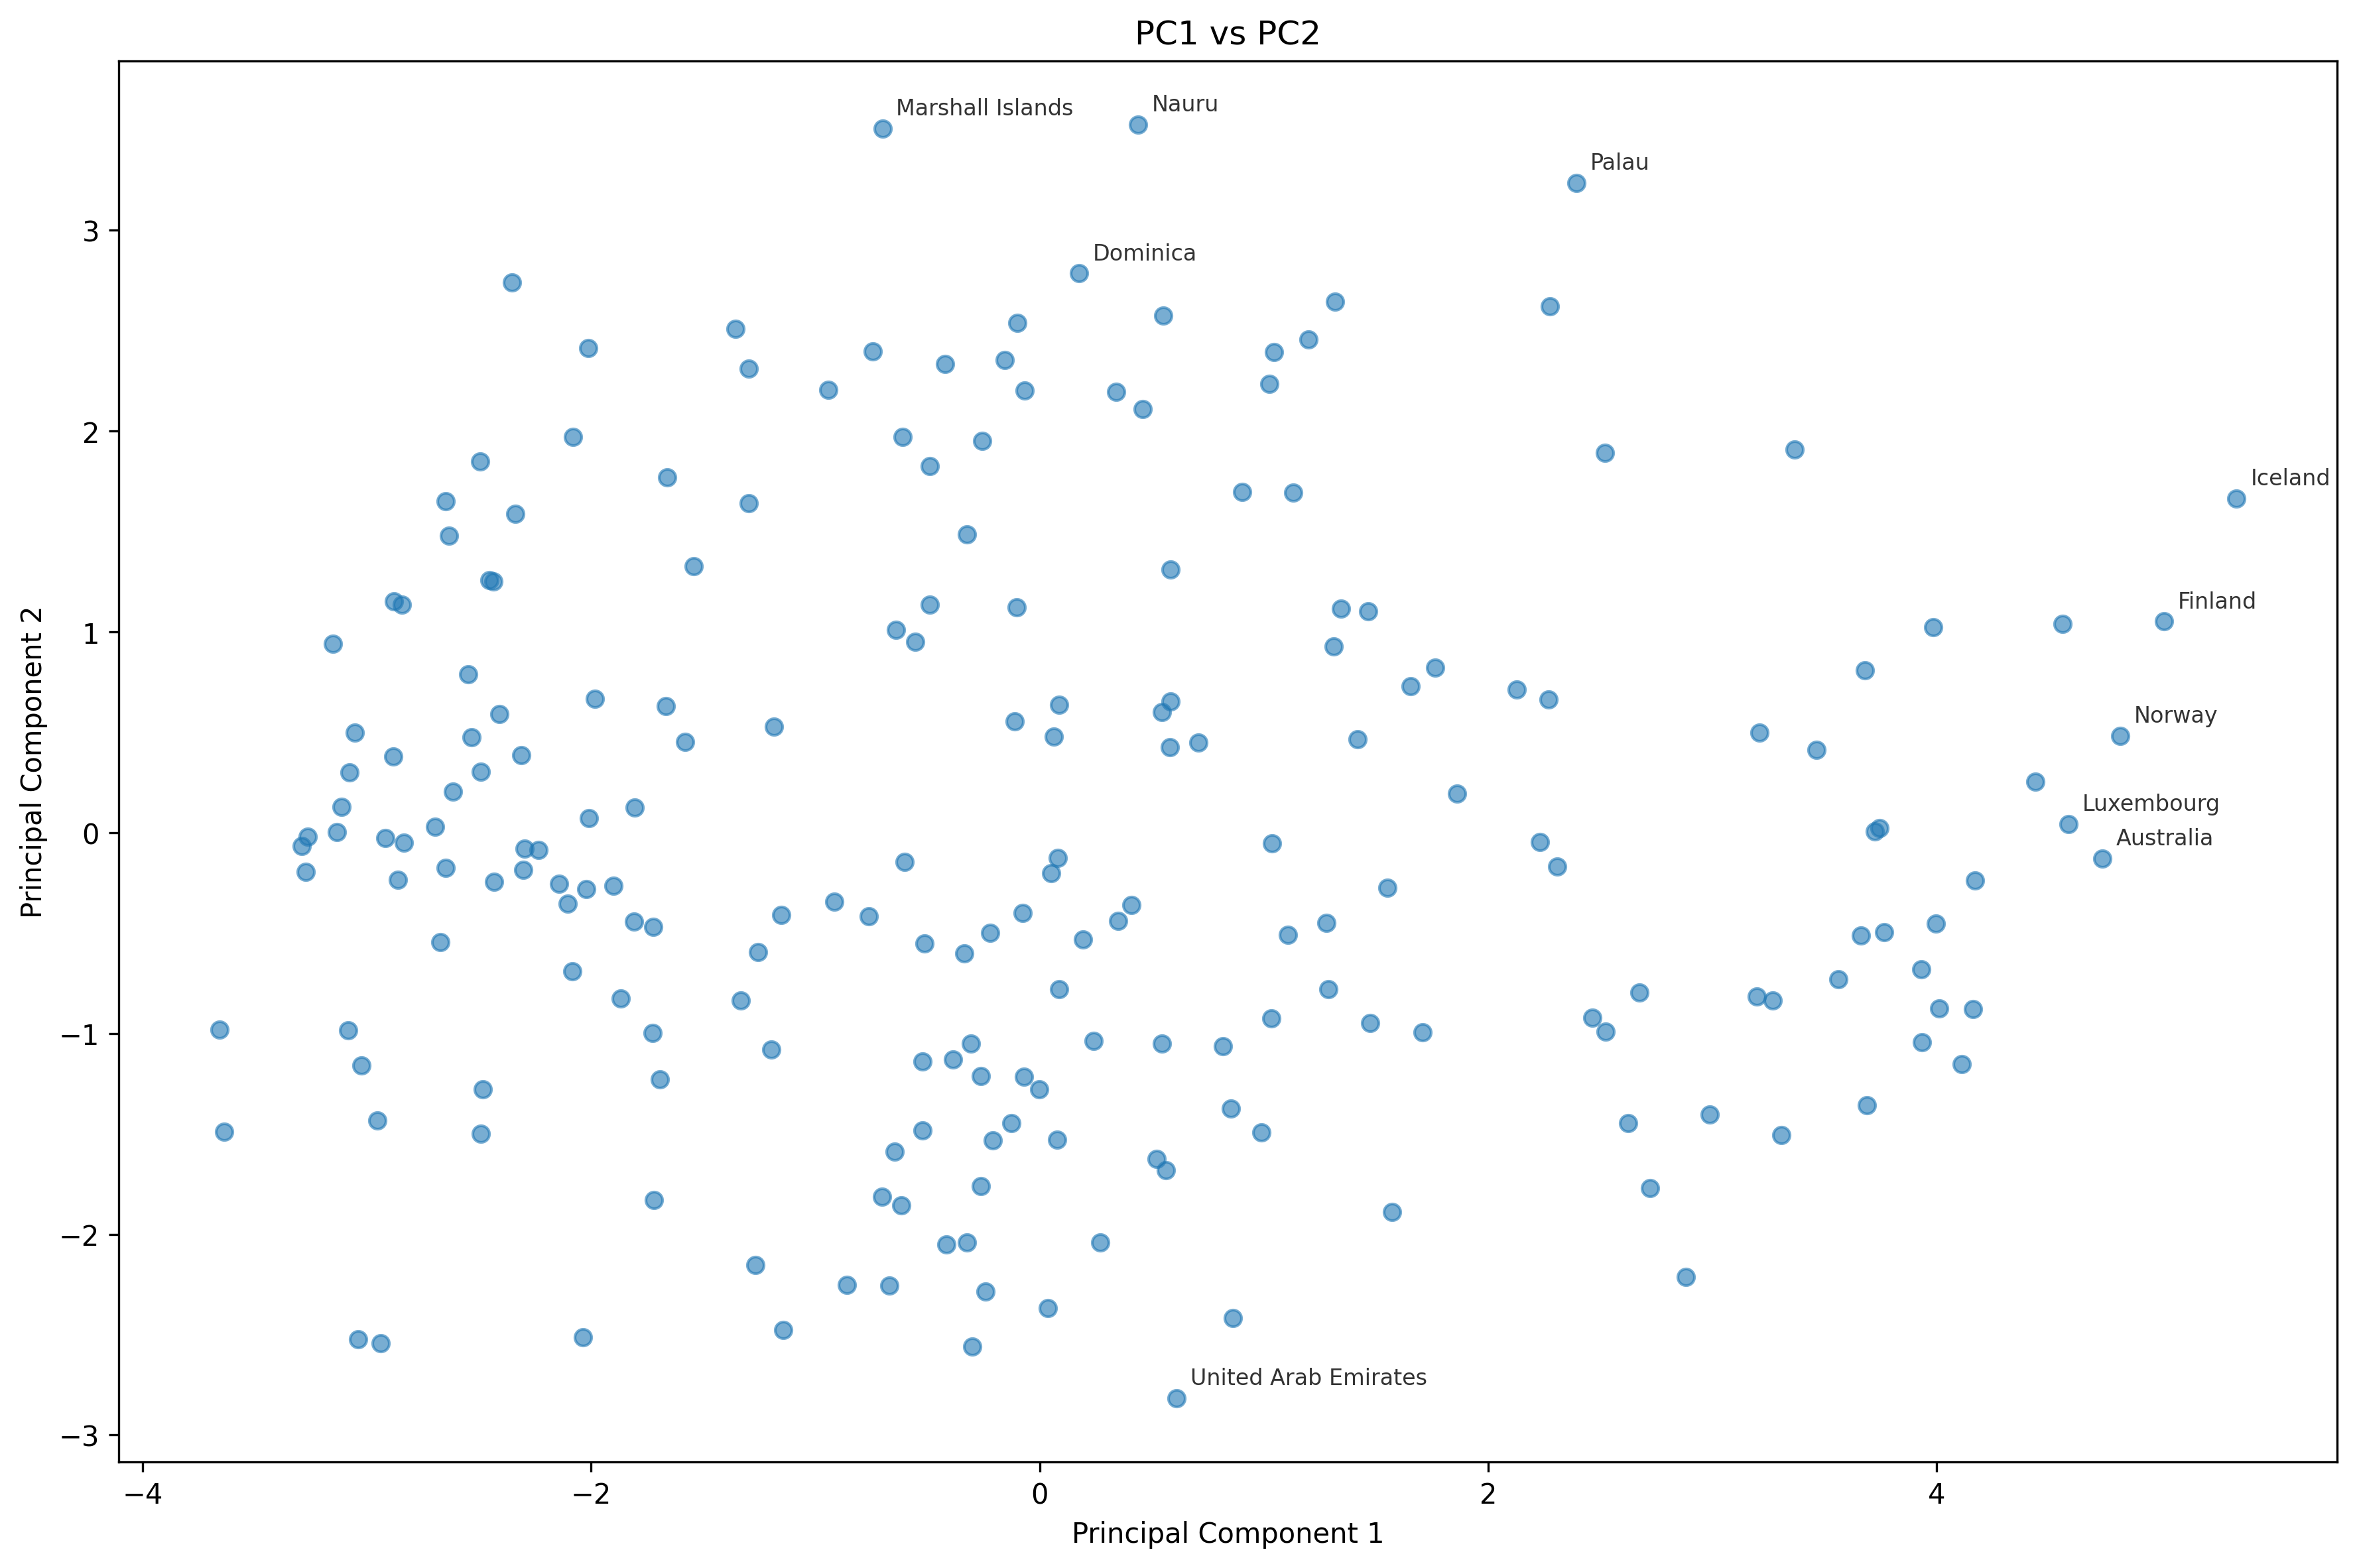 PC1 vs PC2
Marshall Islands
Nauru
Palau
Dominica
Iceland
Finland
Norway
Luxembourg
Australia
United Arab Emirates
3
2
1
0
−1
−2
−3
Principal Component 2
−4
−2
0
2
4
Principal Component 1